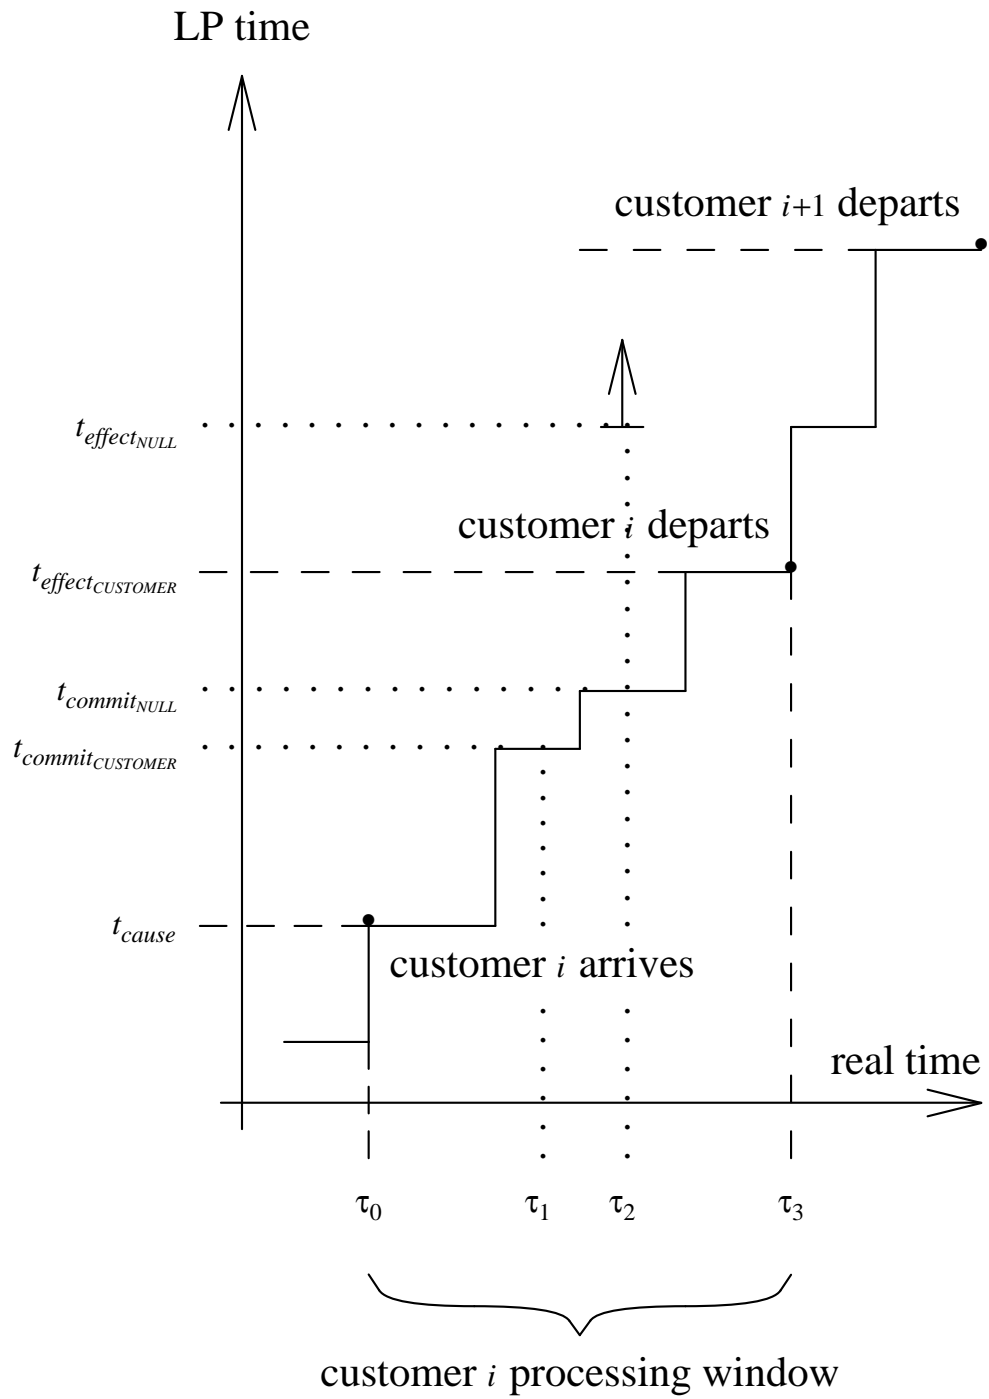 LP time
customer i+1 departs
t_effect_NULL
customer i departs
t_effect_CUSTOMER
t_commit_NULL
t_commit_CUSTOMER
t_cause
customer i arrives
real time
τ0 τ1 τ2 τ3
customer i processing window